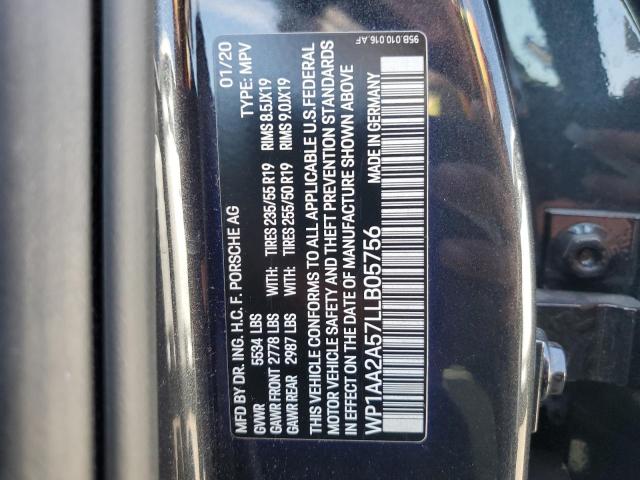 95B.010.016.AF
MFD BY DR. ING. H.C. F. PORSCHE AG 01/20
GVWR 5534 LBS TYPE: MPV
GAWR FRONT 2778 LBS WITH: TIRES 235/55 R19 RIMS 8.5JX19
GAWR REAR 2987 LBS WITH: TIRES 255/50 R19 RIMS 9.0JX19
THIS VEHICLE CONFORMS TO ALL APPLICABLE U.S.FEDERAL
MOTOR VEHICLE SAFETY AND THEFT PREVENTION STANDARDS
IN EFFECT ON THE DATE OF MANUFACTURE SHOWN ABOVE
WP1AA2A57LLB05756 MADE IN GERMANY